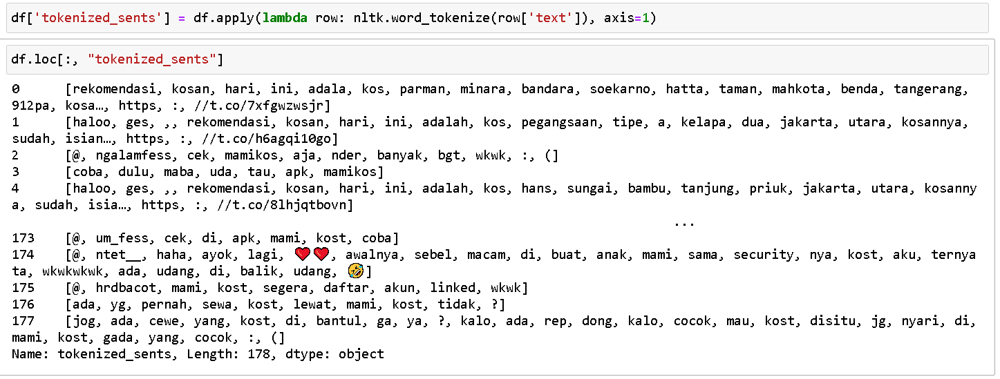 df['tokenized_sents'] = df.apply(lambda row: nltk.word_tokenize(row['text']), axis=1)
df.loc[:, "tokenized_sents"]
0      [rekomendasi, kosan, hari, ini, adala, kos, parman, minara, bandara, soekarno, hatta, taman, mahkota, benda, tangerang,
912pa, kosa…, https, :, //t.co/7xfgwzwsjr]
1      [haloo, ges, ,, rekomendasi, kosan, hari, ini, adalah, kos, pegangsaan, tipe, a, kelapa, dua, jakarta, utara, kosannya,
sudah, isian…, https, :, //t.co/h6agqi10go]
2      [@, ngalamfess, cek, mamikos, aja, nder, banyak, bgt, wkwk, :, (]
3      [coba, dulu, maba, uda, tau, apk, mamikos]
4      [haloo, ges, ,, rekomendasi, kosan, hari, ini, adalah, kos, hans, sungai, bambu, tanjung, priuk, jakarta, utara, kosanny
a, sudah, isia…, https, :, //t.co/8lhjqtbovn]
...
173    [@, um_fess, cek, di, apk, mami, kost, coba]
174    [@, ntet__, haha, ayok, lagi, ❤️❤️, awalnya, sebel, macam, di, buat, anak, mami, sama, security, nya, kost, aku, ternya
ta, wkwkwkwk, ada, udang, di, balik, udang, 🤣]
175    [@, hrdbacot, mami, kost, segera, daftar, akun, linked, wkwk]
176    [ada, yg, pernah, sewa, kost, lewat, mami, kost, tidak, ?]
177    [jog, ada, cewe, yang, kost, di, bantul, ga, ya, ?, kalo, ada, rep, dong, kalo, cocok, mau, kost, disitu, jg, nyari, di,
mami, kost, gada, yang, cocok, :, (]
Name: tokenized_sents, Length: 178, dtype: object